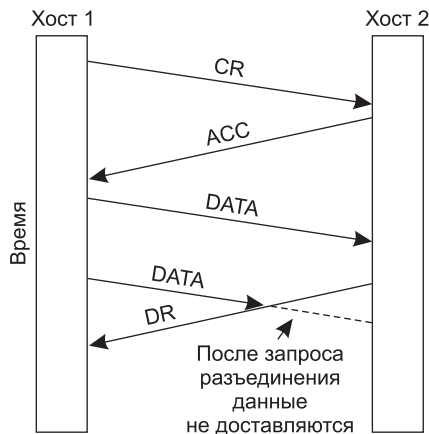 Хост 1
Хост 2
CR
ACC
DATA
Время
DATA
DR
После запроса
разъединения
данные
не доставляются